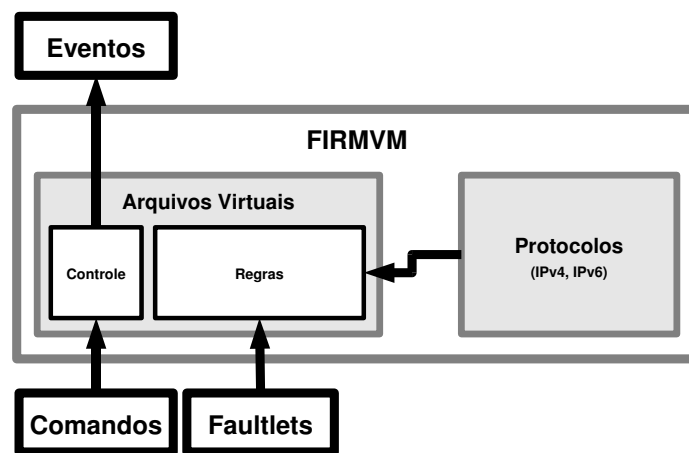 Eventos
FIRMVM
Arquivos Virtuais
Controle
Regras
Protocolos
(IPv4, IPv6)
Comandos
Faultlets